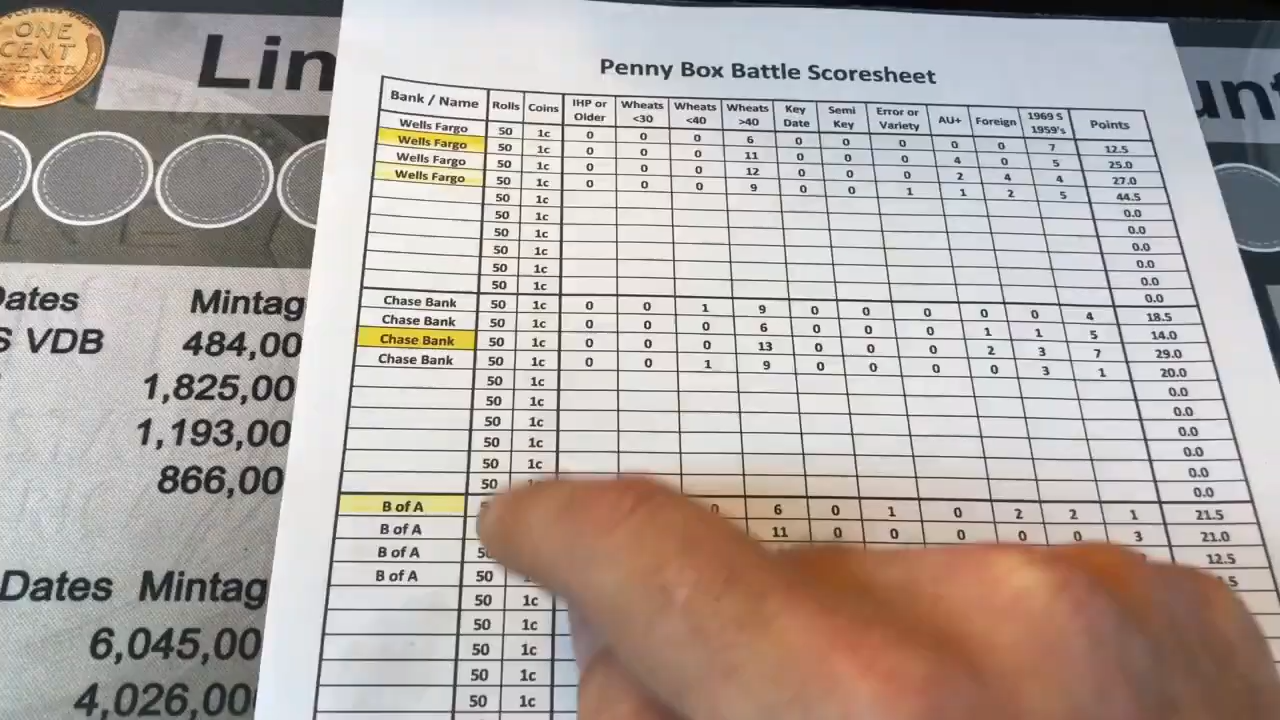 ONE
CENT
UNITED STATES
OF AMERICA
Lin
Penny Box Battle Scoresheet
unt
Bank / Name Rolls Coins IHP or Older Wheats <30 Wheats <40 Wheats >40 Key Date Semi Key Error or Variety AU+ Foreign 1969 S 1959's Points
Wells Fargo 50 1c 0 0 0 6 0 0 0 0 0 7 12.5
Wells Fargo 50 1c 0 0 0 11 0 0 0 4 0 5 25.0
Wells Fargo 50 1c 0 0 0 12 0 0 0 2 4 4 27.0
Wells Fargo 50 1c 0 0 0 9 0 0 1 1 2 5 44.5
50 1c 0.0
50 1c 0.0
50 1c 0.0
50 1c 0.0
50 1c 0.0
50 1c 0.0
Chase Bank 50 1c 0 0 1 9 0 0 0 0 0 4 18.5
Chase Bank 50 1c 0 0 0 6 0 0 0 1 1 5 14.0
Chase Bank 50 1c 0 0 0 13 0 0 0 2 3 7 29.0
Chase Bank 50 1c 0 0 1 9 0 0 0 0 3 1 20.0
50 1c 0.0
50 1c 0.0
50 1c 0.0
50 1c 0.0
50 1c 0.0
50 0.0
B of A 0 6 0 1 0 2 2 1 21.5
B of A 11 0 0 0 0 0 3 21.0
B of A 12.5
B of A 50
50 1c
50 1c
50 1c
50 1c
50 1c
Dates Mintag
S VDB 484,00
1,825,00
1,193,00
866,00
Dates Mintag
6,045,00
4,026,000